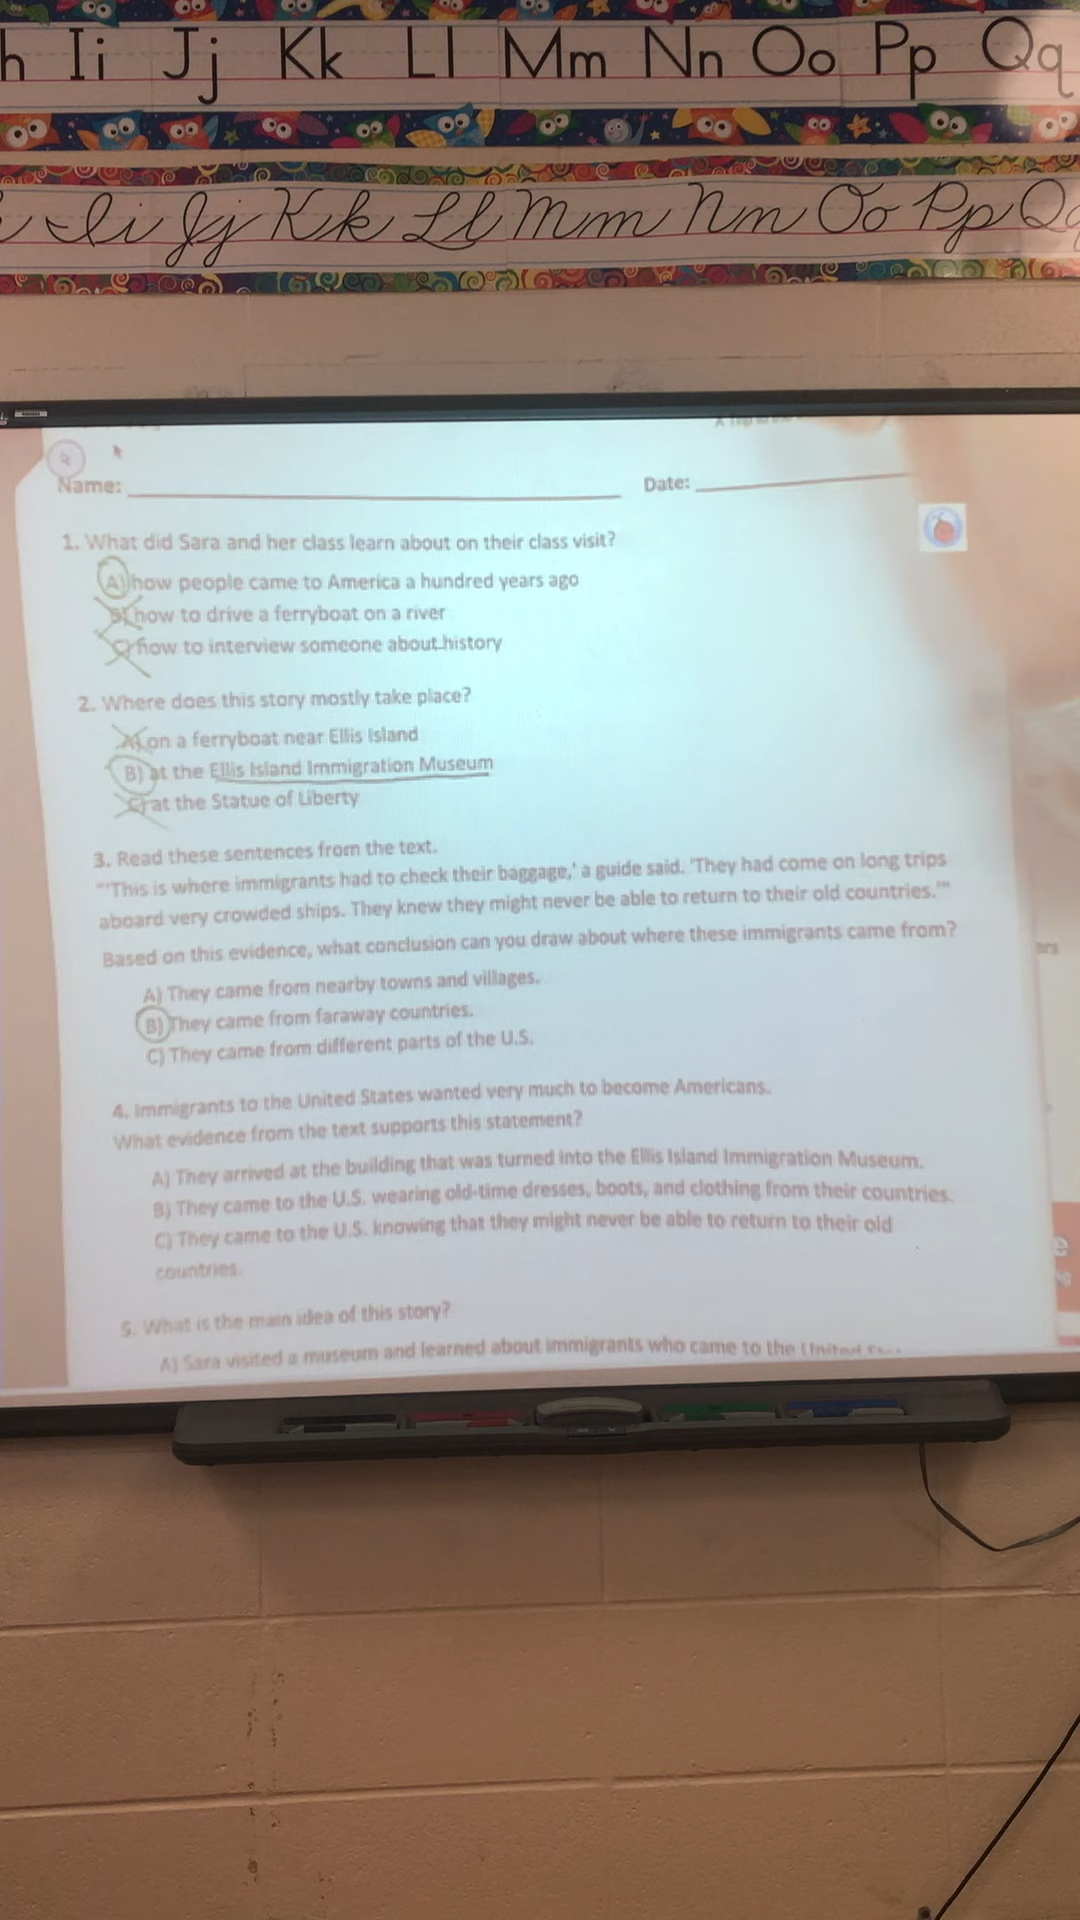 h Ii Jj Kk Ll Mm Nn Oo Pp Qq
Ii Jj Kk Ll Mm Nn Oo Pp Q
Name: Date:
1. What did Sara and her class learn about on their class visit?
A) how people came to America a hundred years ago
B) how to drive a ferryboat on a river
C) how to interview someone about history
2. Where does this story mostly take place?
A) on a ferryboat near Ellis Island
B) at the Ellis Island Immigration Museum
C) at the Statue of Liberty
3. Read these sentences from the text.
"'This is where immigrants had to check their baggage,' a guide said. 'They had come on long trips
aboard very crowded ships. They knew they might never be able to return to their old countries.'"
Based on this evidence, what conclusion can you draw about where these immigrants came from?
A) They came from nearby towns and villages.
B) They came from faraway countries.
C) They came from different parts of the U.S.
4. Immigrants to the United States wanted very much to become Americans.
What evidence from the text supports this statement?
A) They arrived at the building that was turned into the Ellis Island Immigration Museum.
B) They came to the U.S. wearing old-time dresses, boots, and clothing from their countries.
C) They came to the U.S. knowing that they might never be able to return to their old
countries.
5. What is the main idea of this story?
A) Sara visited a museum and learned about immigrants who came to the United